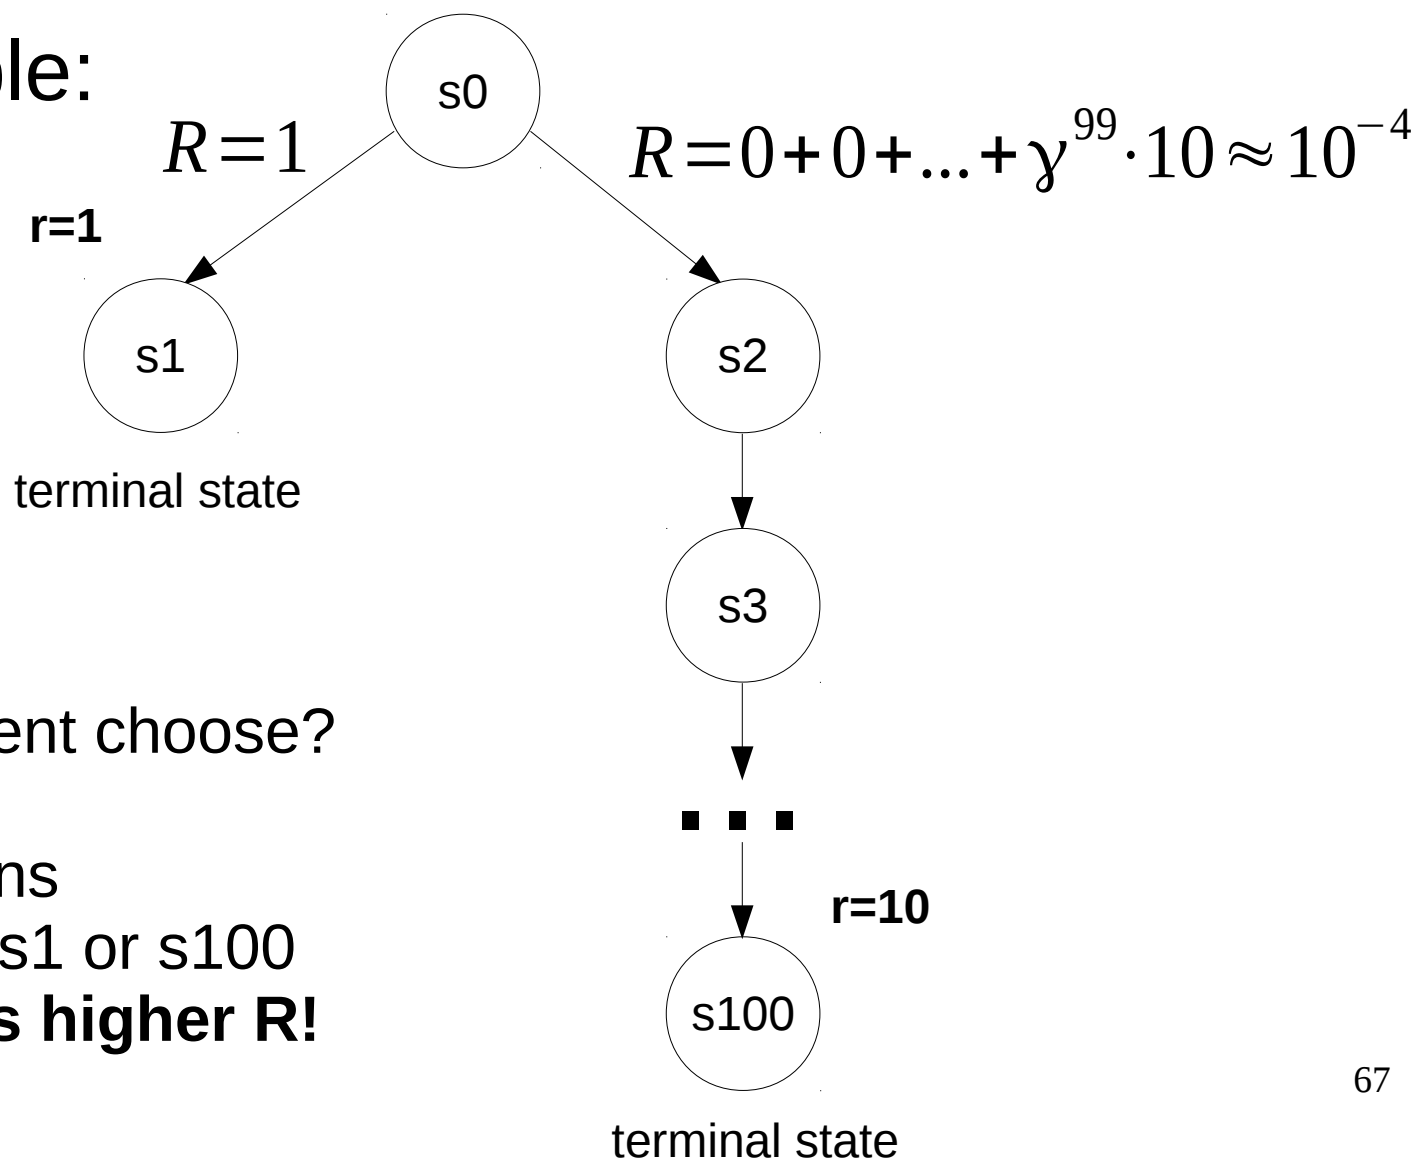 le:
s0
R=1
R=0+0+...+γ^99·10≈10^−4
r=1
s1
s2
terminal state
s3
ent choose?
...
ns
r=10
s1 or s100
s higher R!
s100
67
terminal state